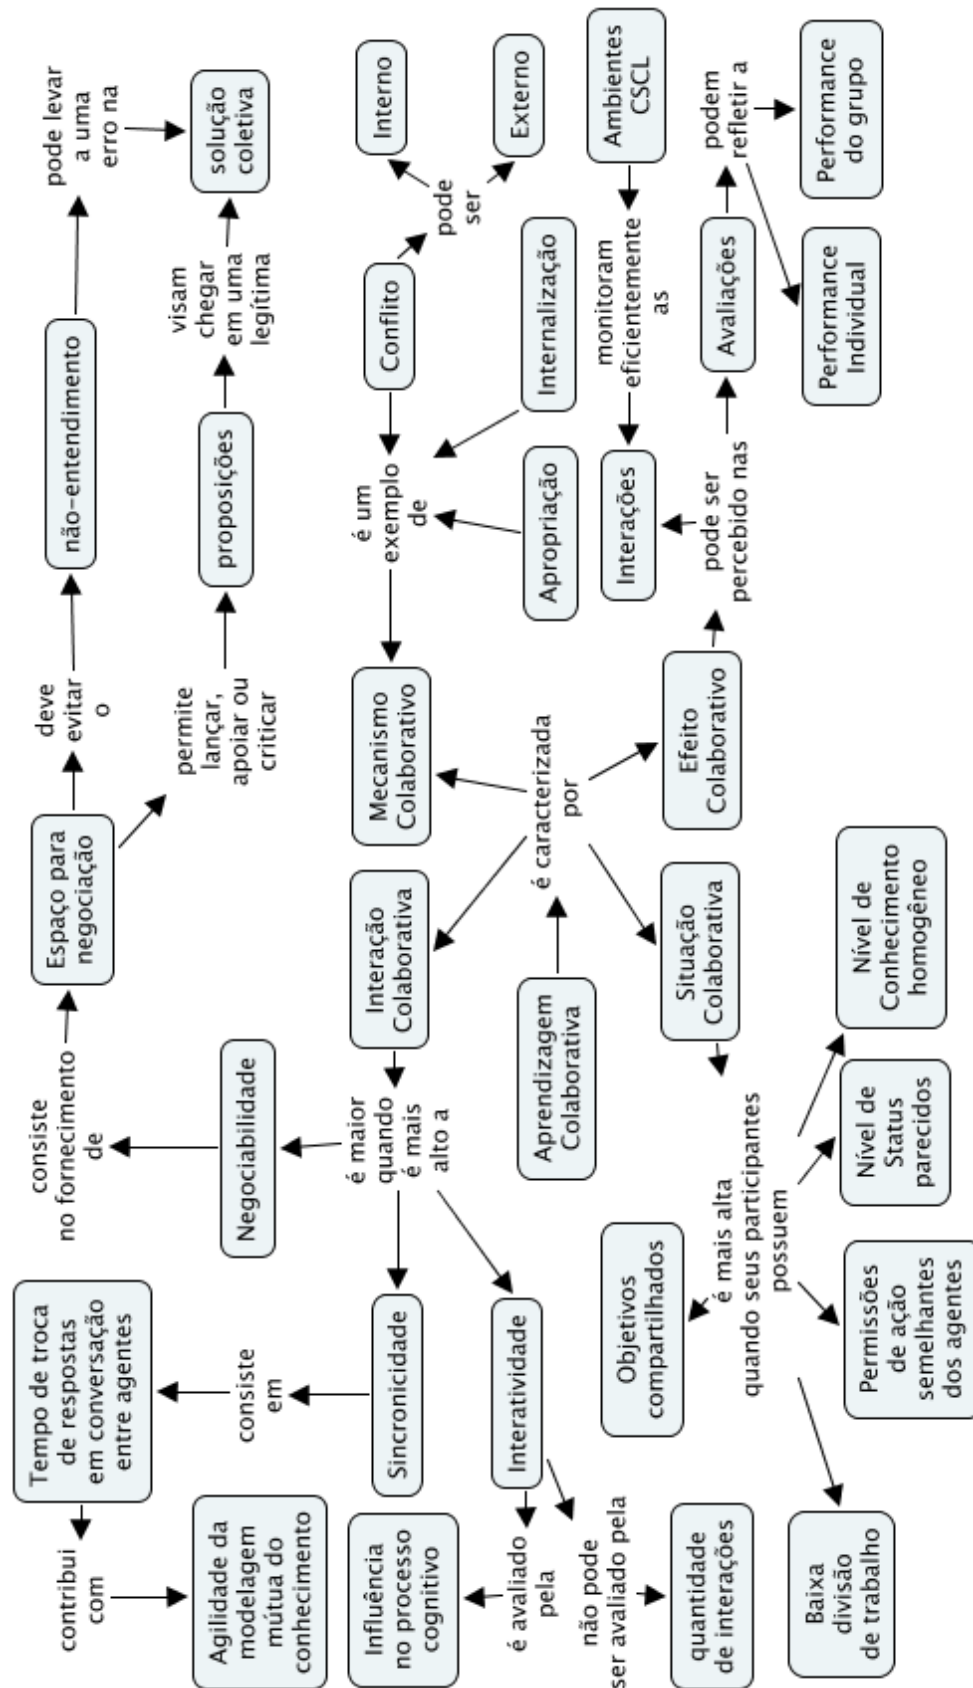 Tempo de troca
de respostas
em conversação
entre agentes
contribui
com
Agilidade da
modelagem
mútua do
conhecimento
consiste
em
Sincronicidade
consiste
no fornecimento
de
Negociabilidade
Espaço para
negociação
deve
evitar
o
não-entendimento
pode levar
a uma
erro na
solução
coletiva
permite
lançar,
apoiar ou
criticar
proposições
visam
chegar
em uma
legítima
Influência
no processo
cognitivo
é avaliado
pela
Interatividade
não pode
ser avaliado pela
quantidade
de interações
é maior
quando
é mais
alto a
Interação
Colaborativa
Mecanismo
Colaborativo
é um
exemplo
de
Conflito
pode
ser
Interno
Externo
Apropriação
Internalização
Aprendizagem
Colaborativa
é caracterizada
por
Situação
Colaborativa
Efeito
Colaborativo
pode ser
percebido nas
Interações
monitoram
eficientemente
as
Ambientes
CSCL
Avaliações
podem
refletir a
Performance
Individual
Performance
do grupo
Objetivos
compartilhados
é mais alta
quando seus participantes
possuem
Baixa
divisão
de trabalho
Permissões
de ação
semelhantes
dos agentes
Nível de
Status
parecidos
Nível de
Conhecimento
homogêneo